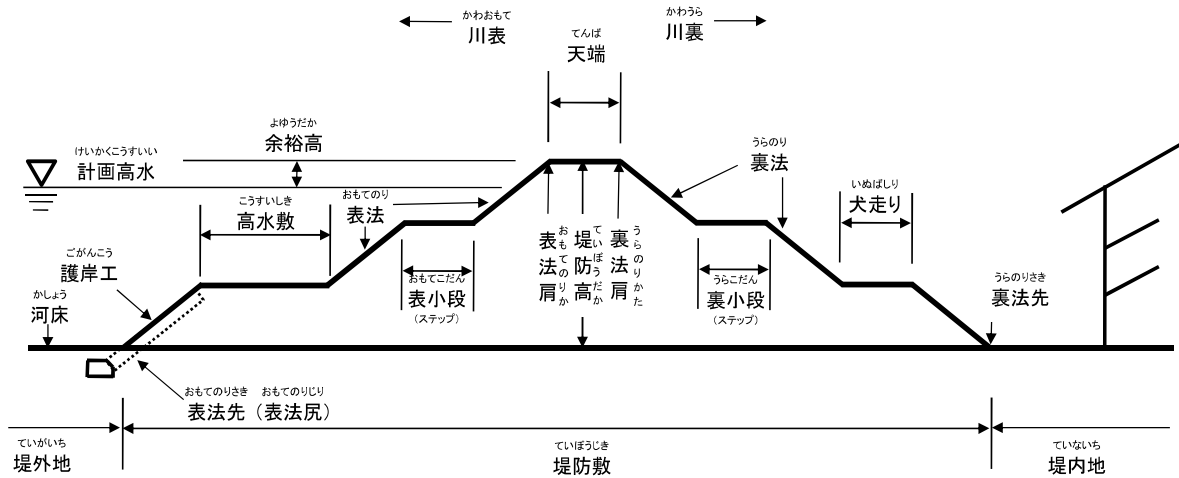 かわおもて
川表
かわうら
川裏
てんば
天端
よゆうだか
余裕高
けいかくこうすいい
計画高水
おもてのり
表法
うらのり
裏法
いぬばしり
犬走り
こうすいしき
高水敷
ごがんこう
護岸工
かしょう
河床
おもてこだん
表小段
（ステップ）
おもてのりか
表法肩
ていぼうだか
堤防高
うらのりかた
裏法肩
うらこだん
裏小段
（ステップ）
うらのりさき
裏法先
おもてのりさき おもてのりじり
表法先（表法尻）
ていがいち
堤外地
ていぼうじき
堤防敷
ていないち
堤内地